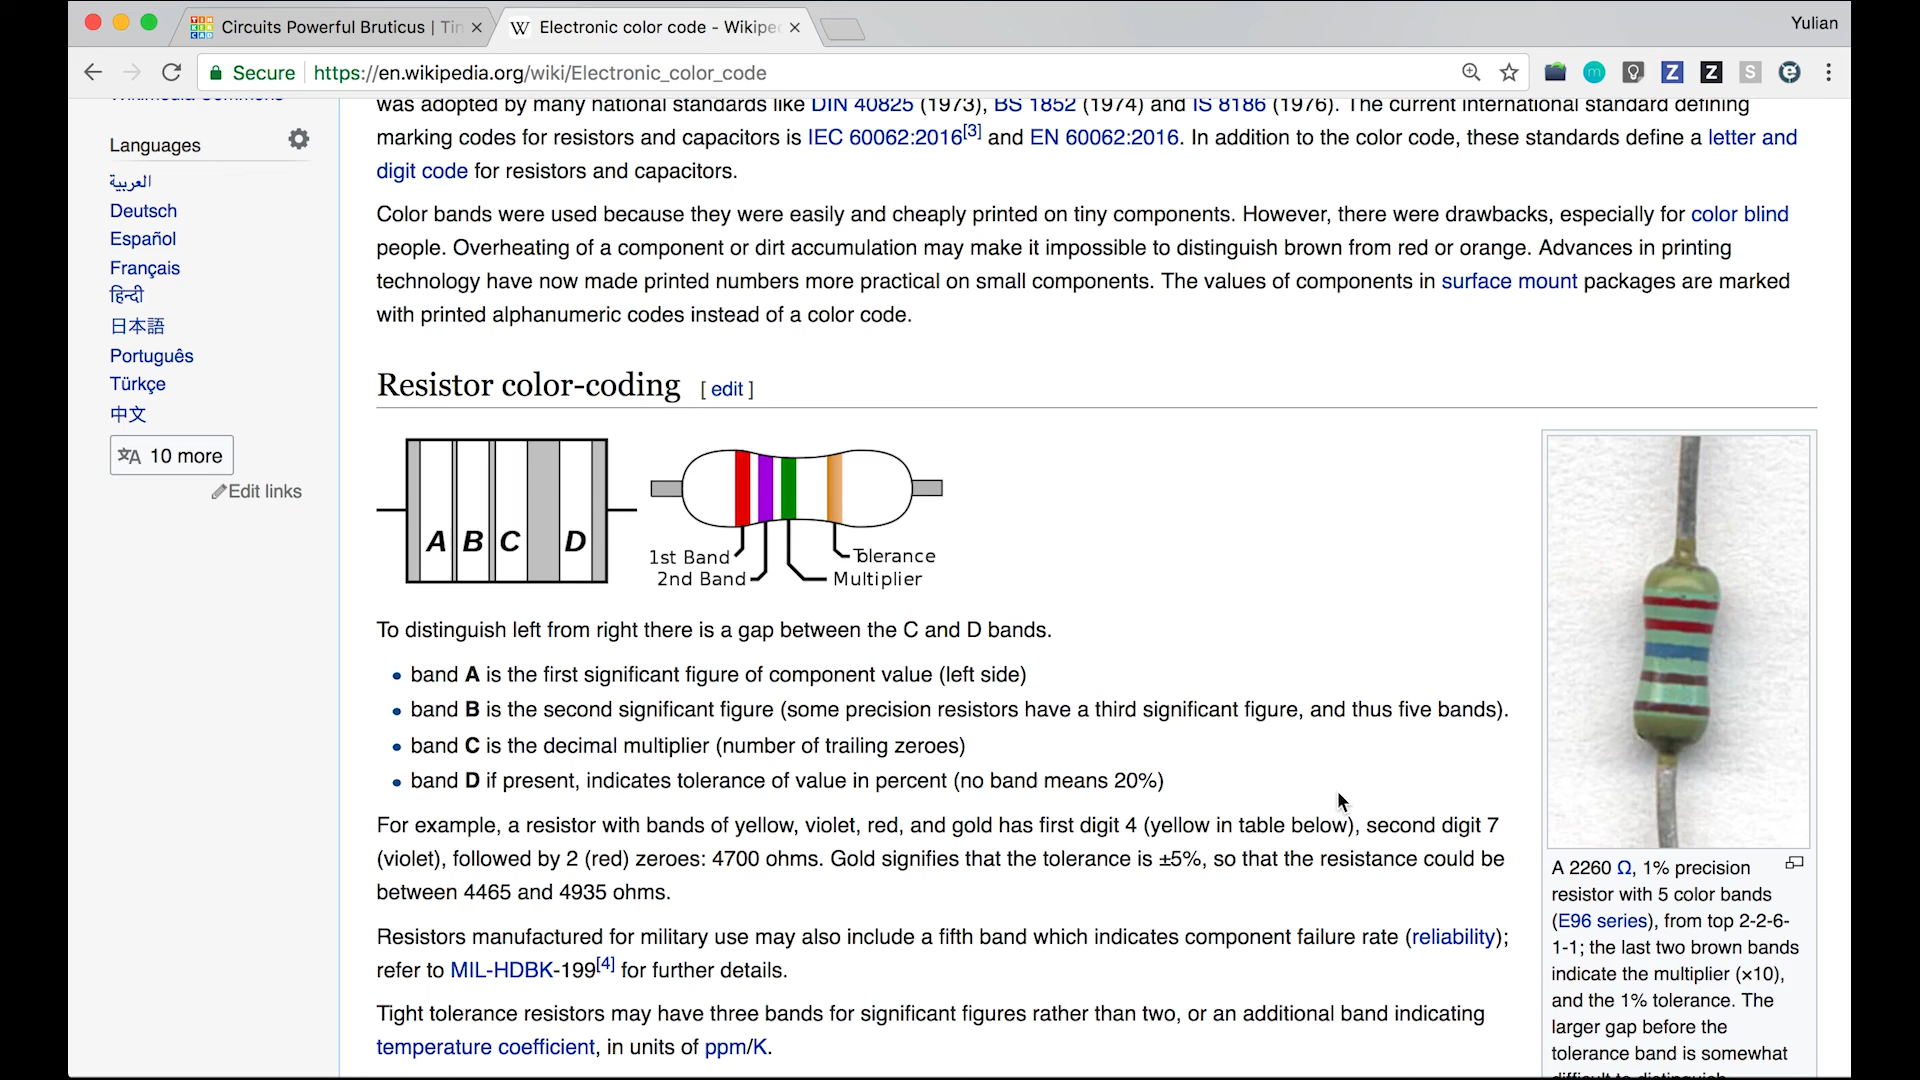 Circuits Powerful Bruticus | Tin
Electronic color code - Wikipe
Yulian
Secure
https://en.wikipedia.org/wiki/Electronic_color_code
Wikimedia Commons
Languages
العربية
Deutsch
Español
Français
हिन्दी
日本語
Português
Türkçe
中文
10 more
Edit links
was adopted by many national standards like DIN 40825 (1973), BS 1852 (1974) and IS 8186 (1976). The current international standard defining
marking codes for resistors and capacitors is IEC 60062:2016[3] and EN 60062:2016. In addition to the color code, these standards define a letter and
digit code for resistors and capacitors.
Color bands were used because they were easily and cheaply printed on tiny components. However, there were drawbacks, especially for color blind
people. Overheating of a component or dirt accumulation may make it impossible to distinguish brown from red or orange. Advances in printing
technology have now made printed numbers more practical on small components. The values of components in surface mount packages are marked
with printed alphanumeric codes instead of a color code.
Resistor color-coding [ edit ]
A B C D
1st Band
2nd Band
Tolerance
Multiplier
To distinguish left from right there is a gap between the C and D bands.
• band A is the first significant figure of component value (left side)
• band B is the second significant figure (some precision resistors have a third significant figure, and thus five bands).
• band C is the decimal multiplier (number of trailing zeroes)
• band D if present, indicates tolerance of value in percent (no band means 20%)
For example, a resistor with bands of yellow, violet, red, and gold has first digit 4 (yellow in table below), second digit 7
(violet), followed by 2 (red) zeroes: 4700 ohms. Gold signifies that the tolerance is ±5%, so that the resistance could be
between 4465 and 4935 ohms.
Resistors manufactured for military use may also include a fifth band which indicates component failure rate (reliability);
refer to MIL-HDBK-199[4] for further details.
Tight tolerance resistors may have three bands for significant figures rather than two, or an additional band indicating
temperature coefficient, in units of ppm/K.
A 2260 Ω, 1% precision
resistor with 5 color bands
(E96 series), from top 2-2-6-
1-1; the last two brown bands
indicate the multiplier (×10),
and the 1% tolerance. The
larger gap before the
tolerance band is somewhat
difficult to distinguish.